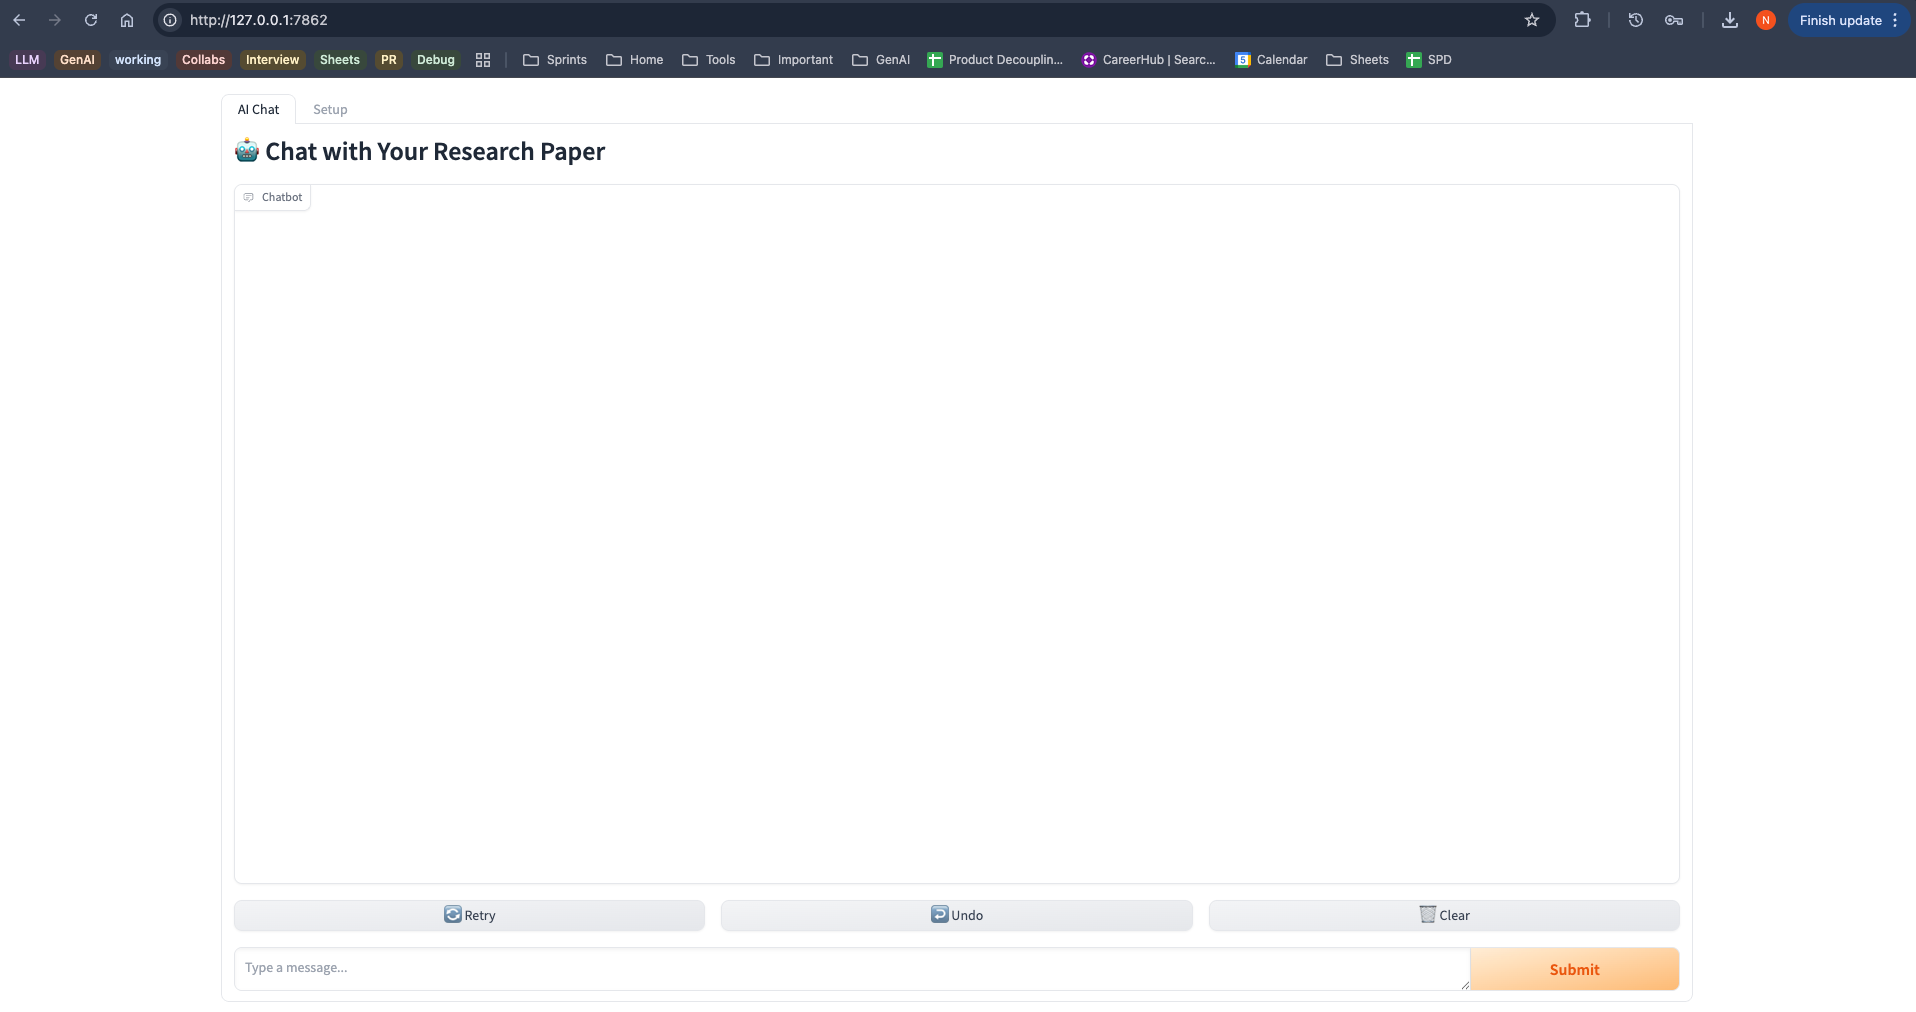 http://127.0.0.1:7862
N
Finish update
LLM GenAI working Collabs Interview Sheets PR Debug Sprints Home Tools Important GenAI Product Decouplin... CareerHub | Searc... 5 Calendar Sheets SPD
AI Chat Setup
Chat with Your Research Paper
Chatbot
Retry Undo Clear
Type a message...
Submit